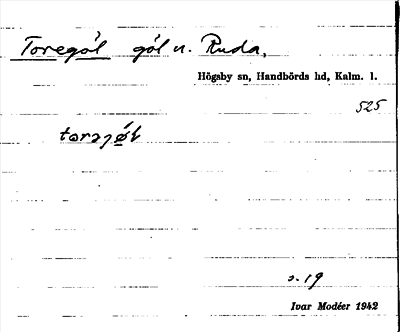 Toregöl göl n. Ruda,
Högsby sn, Handbörds hd, Kalm. l.
525
s. 19
Ivar Modéer 1942